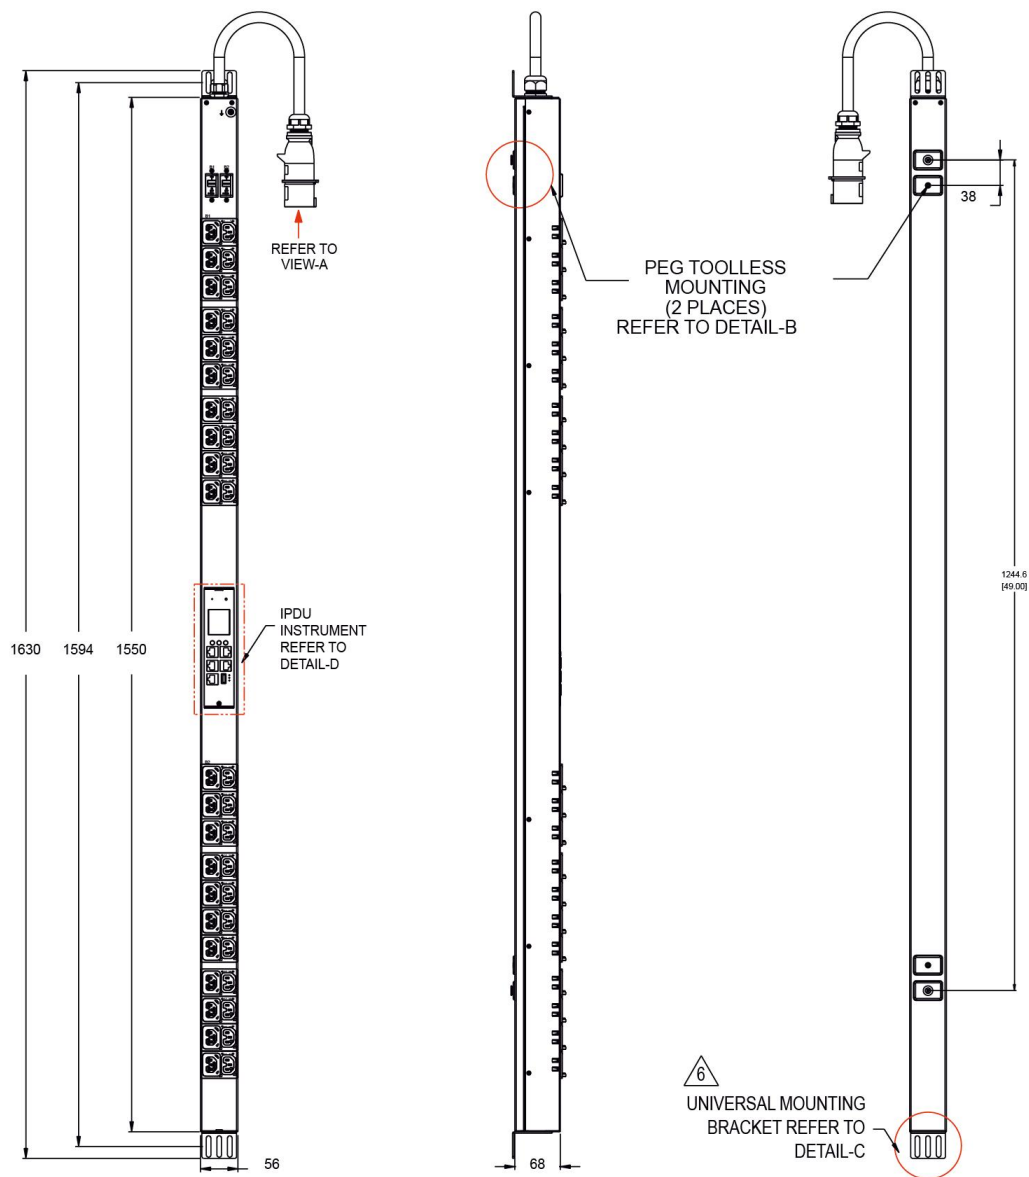 REFER TO
VIEW-A
38
PEG TOOLLESS
MOUNTING
(2 PLACES)
REFER TO DETAIL-B
1244.6
[49.00]
IPDU
INSTRUMENT
REFER TO
DETAIL-D
1630
1594
1550
6
UNIVERSAL MOUNTING
BRACKET REFER TO
DETAIL-C
56
68